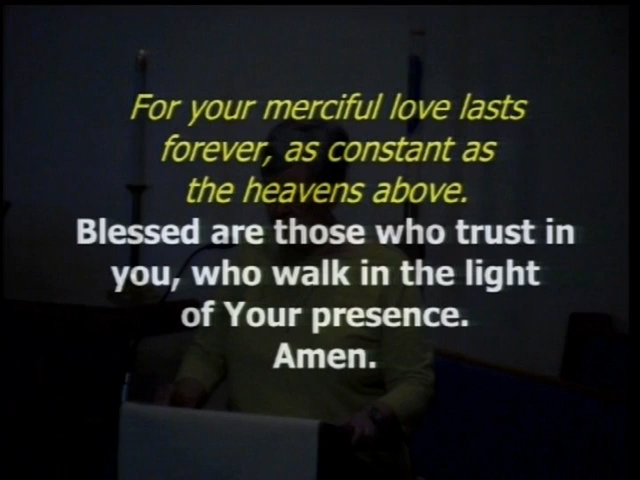 For your merciful love lasts
forever, as constant as
the heavens above.
Blessed are those who trust in
you, who walk in the light
of Your presence.
Amen.